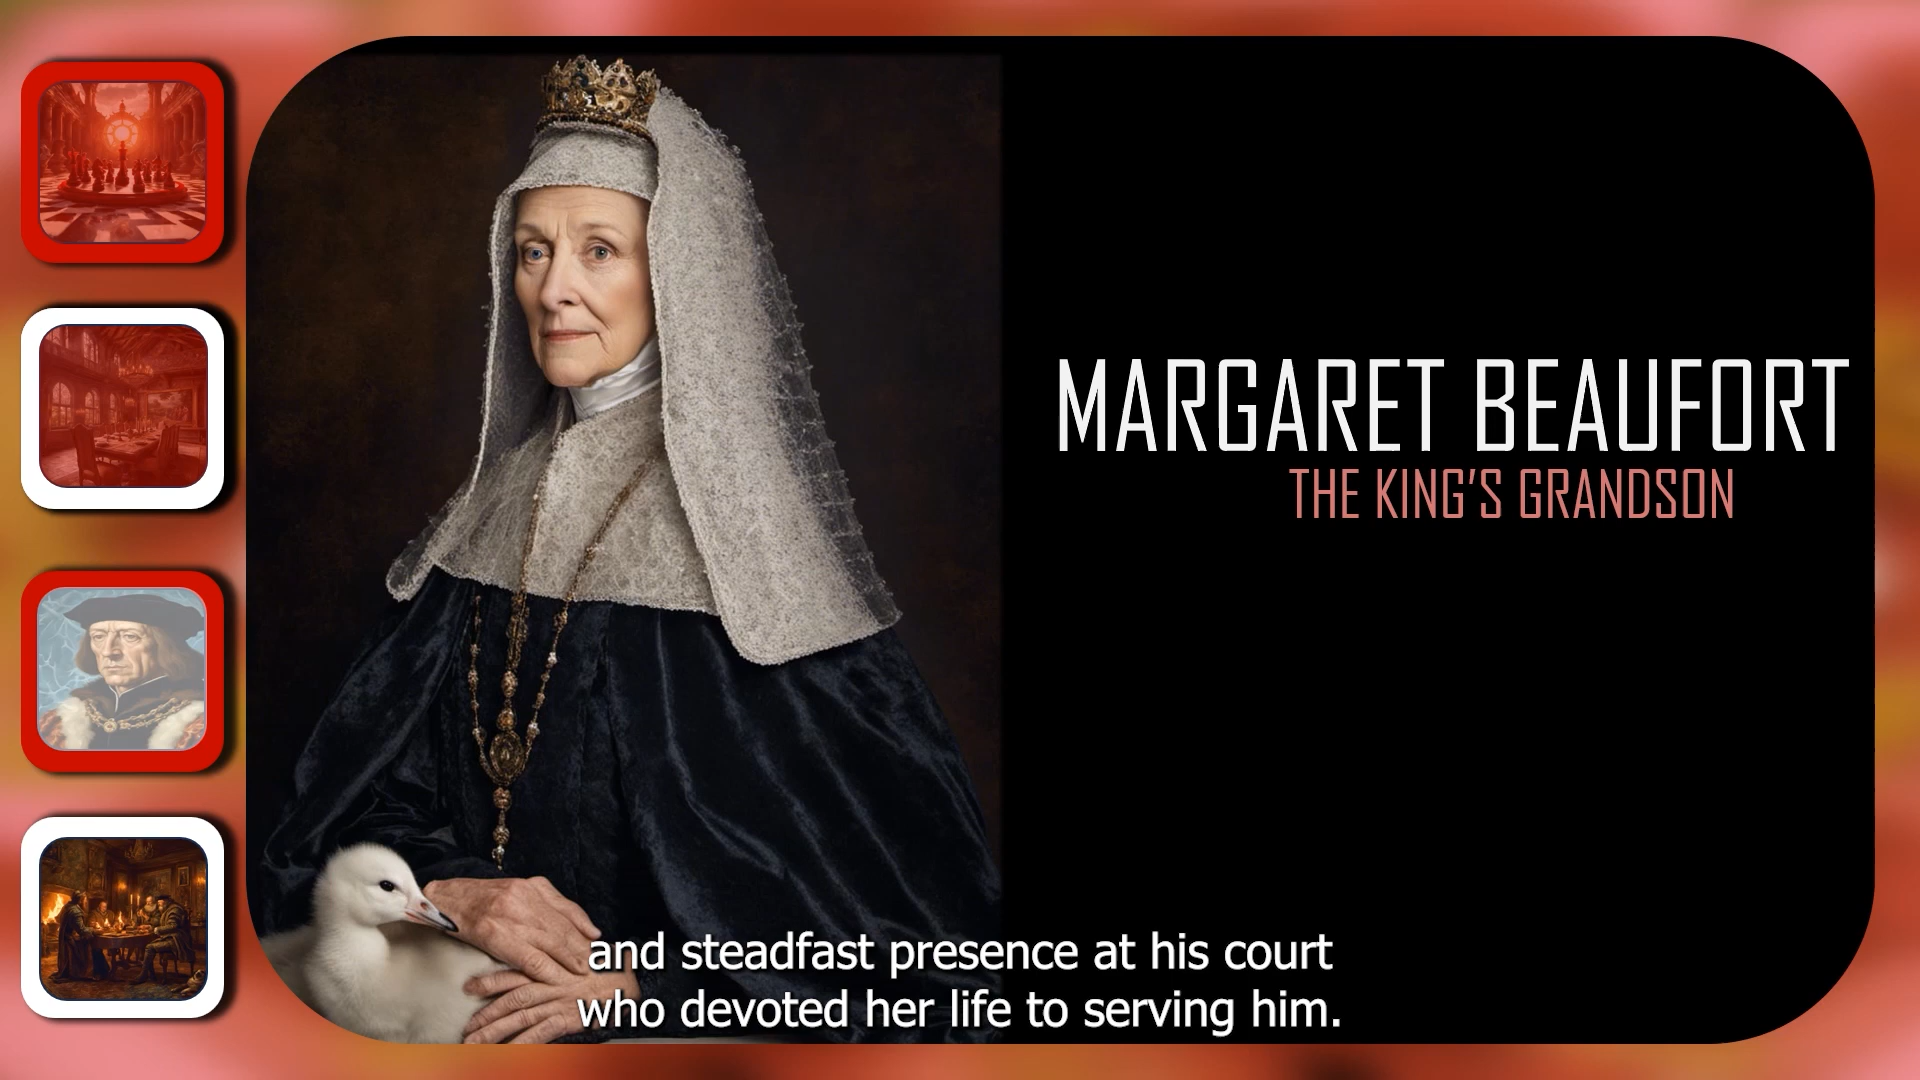 MARGARET BEAUFORT
THE KING'S GRANDSON
and steadfast presence at his court
who devoted her life to serving him.